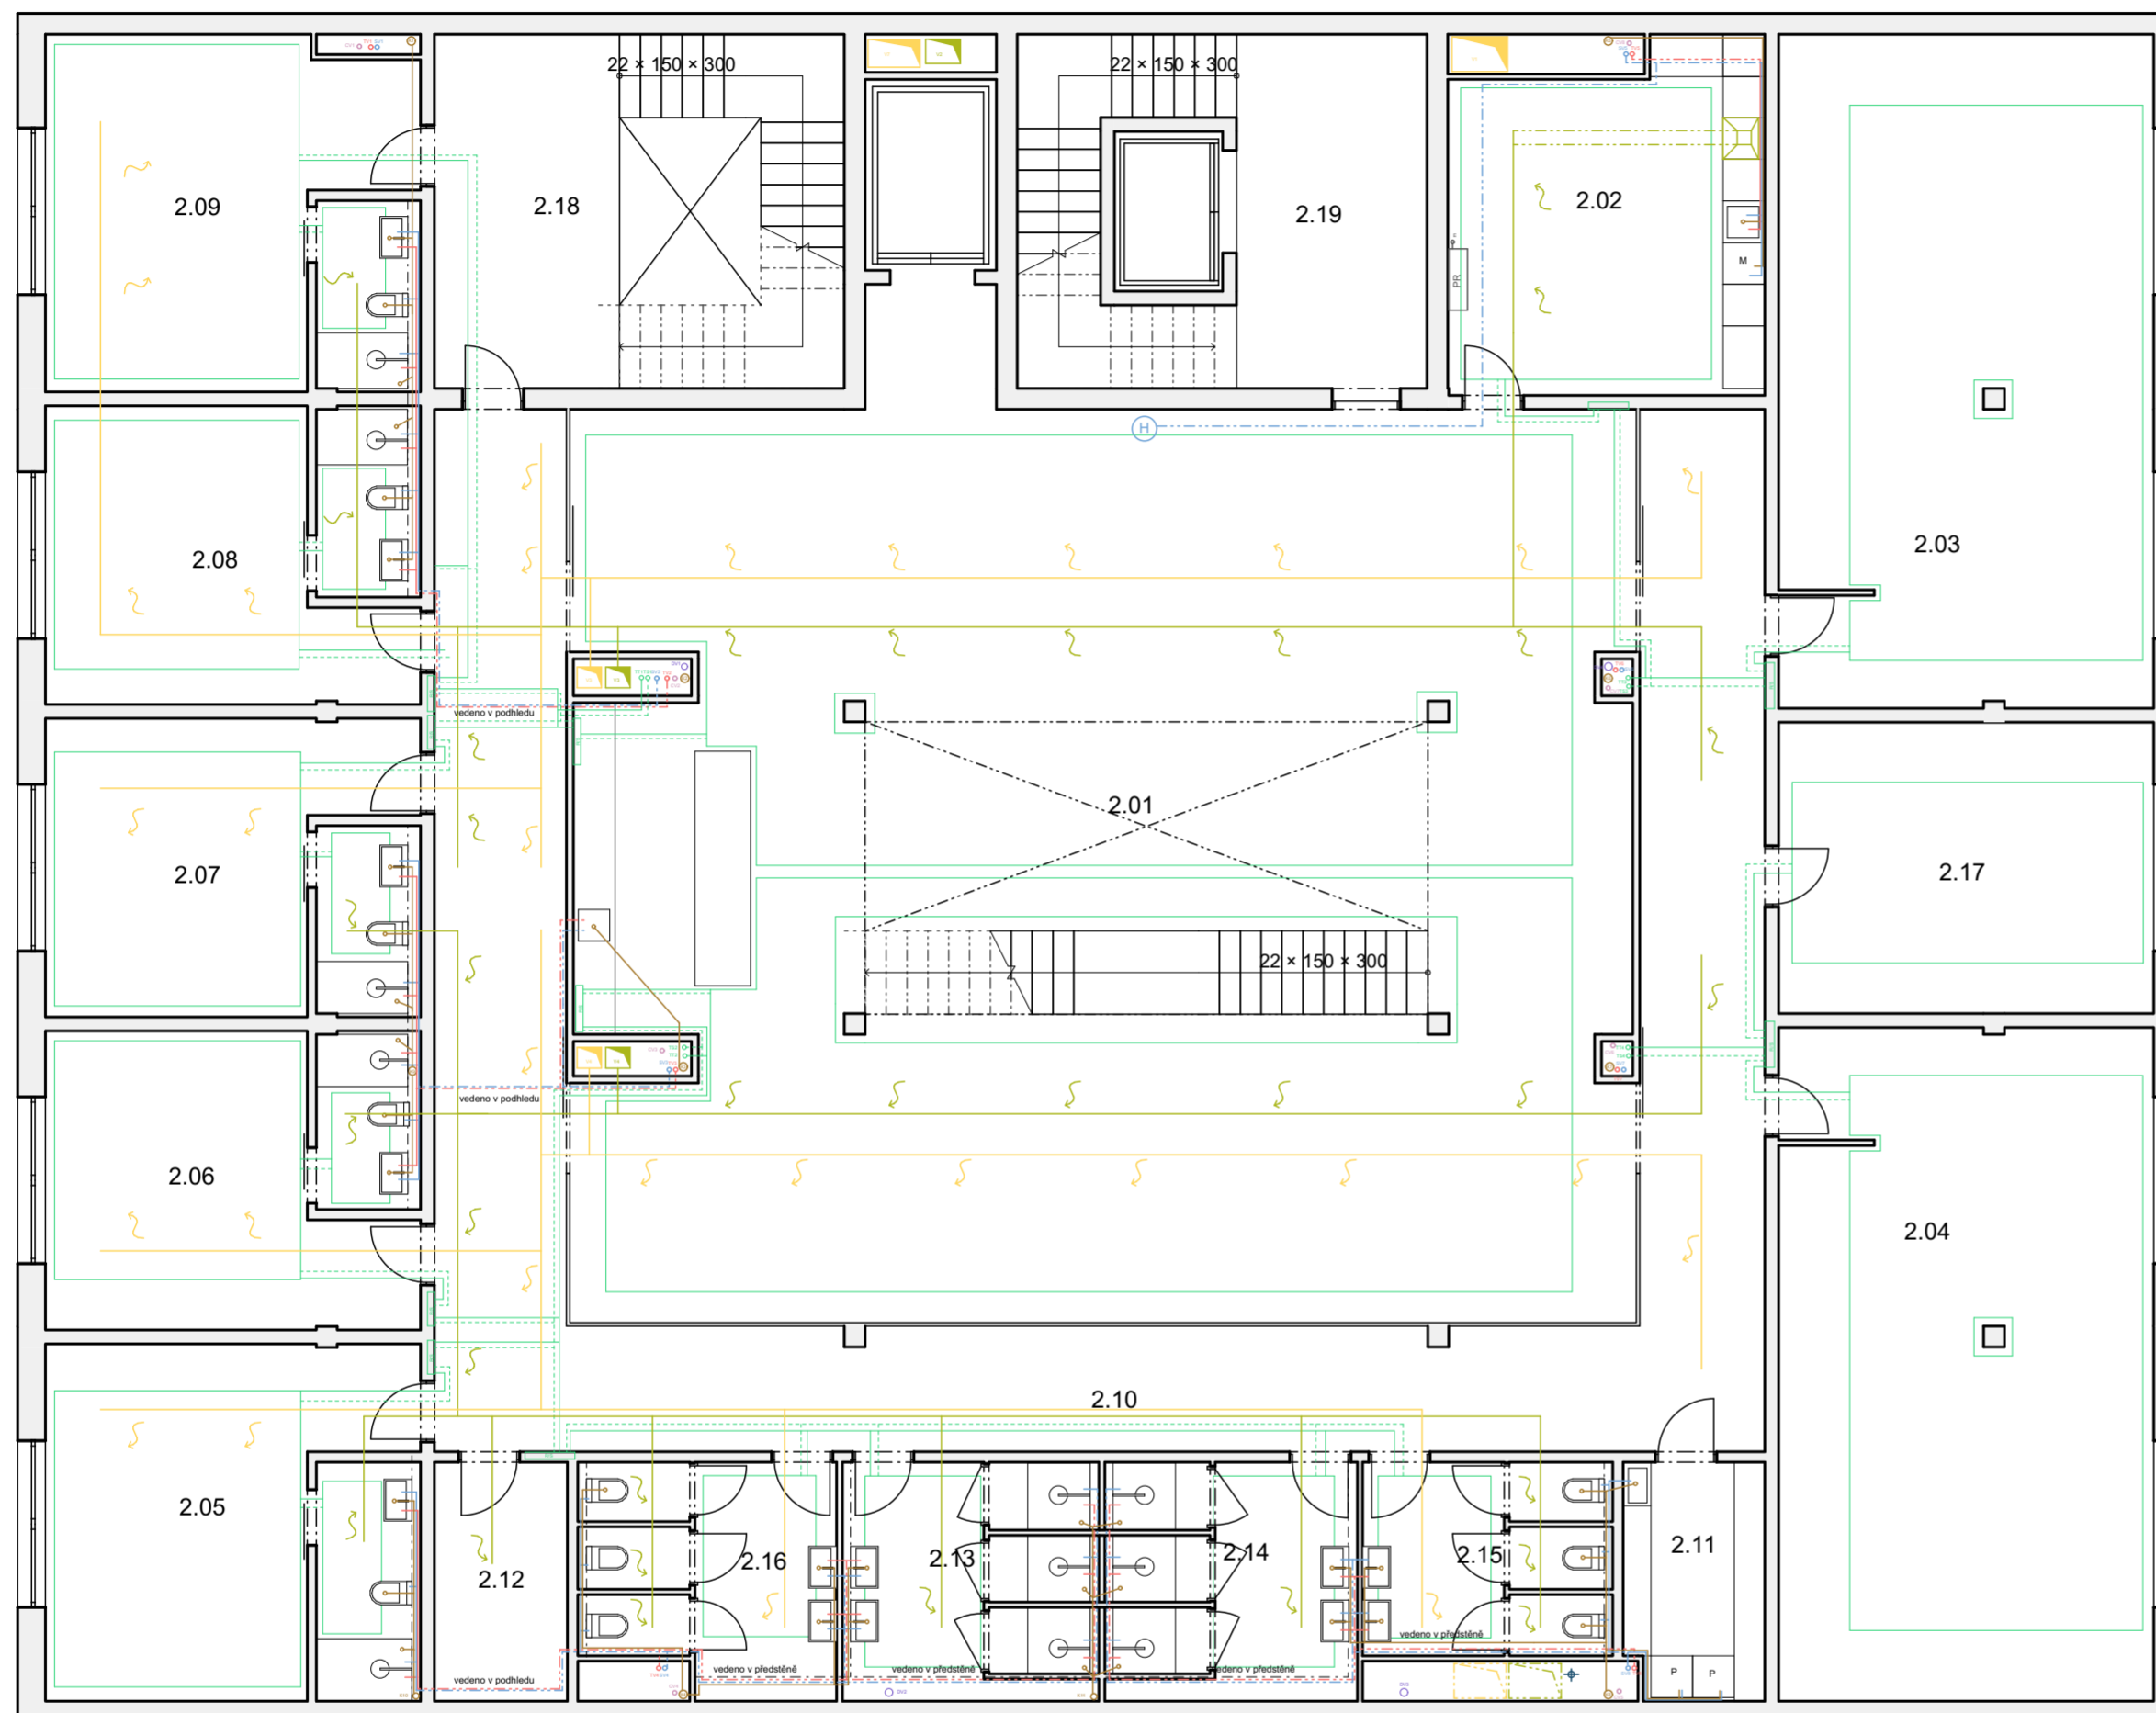 22 × 150 × 300
22 × 150 × 300
2.09
2.18
2.19
2.02
M
PR
H
2.08
2.03
vedeno v podhledu
2.01
2.07
2.17
22 × 150 × 300
vedeno v podhledu
2.06
2.04
2.10
2.05
2.12
2.16
2.13
2.14
2.15
2.11
vedeno v předstěně
vedeno v podhledu
vedeno v předstěně
vedeno v předstěně
vedeno v předstěně
P
P